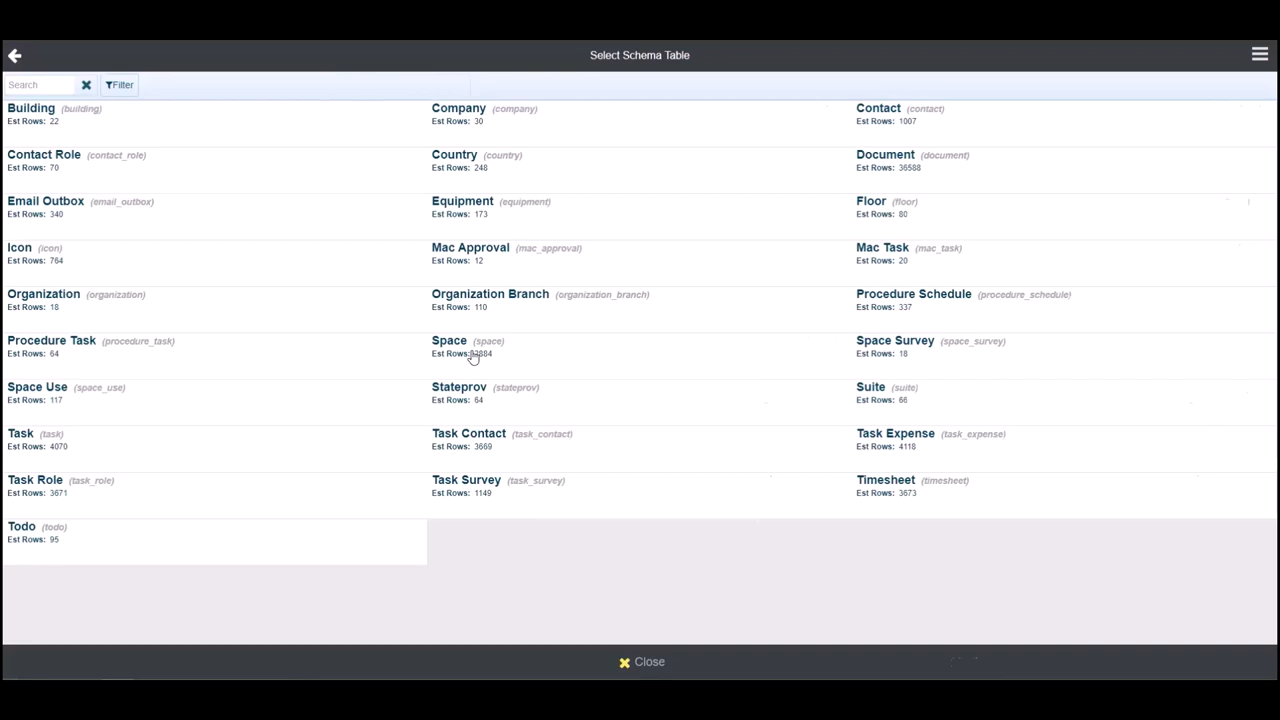 Select Schema Table
Search
Filter
Building (building)
Est Rows: 22
Company (company)
Est Rows: 30
Contact (contact)
Est Rows: 1007
Contact Role (contact_role)
Est Rows: 70
Country (country)
Est Rows: 248
Document (document)
Est Rows: 36588
Email Outbox (email_outbox)
Est Rows: 340
Equipment (equipment)
Est Rows: 173
Floor (floor)
Est Rows: 80
Icon (icon)
Est Rows: 764
Mac Approval (mac_approval)
Est Rows: 12
Mac Task (mac_task)
Est Rows: 20
Organization (organization)
Est Rows: 18
Organization Branch (organization_branch)
Est Rows: 110
Procedure Schedule (procedure_schedule)
Est Rows: 337
Procedure Task (procedure_task)
Est Rows: 64
Space (space)
Est Rows:
Space Survey (space_survey)
Est Rows: 18
Space Use (space_use)
Est Rows: 117
Stateprov (stateprov)
Est Rows: 64
Suite (suite)
Est Rows: 66
Task (task)
Est Rows: 4070
Task Contact (task_contact)
Est Rows: 3669
Task Expense (task_expense)
Est Rows: 4118
Task Role (task_role)
Est Rows: 3671
Task Survey (task_survey)
Est Rows: 1149
Timesheet (timesheet)
Est Rows: 3673
Todo (todo)
Est Rows: 95
Close